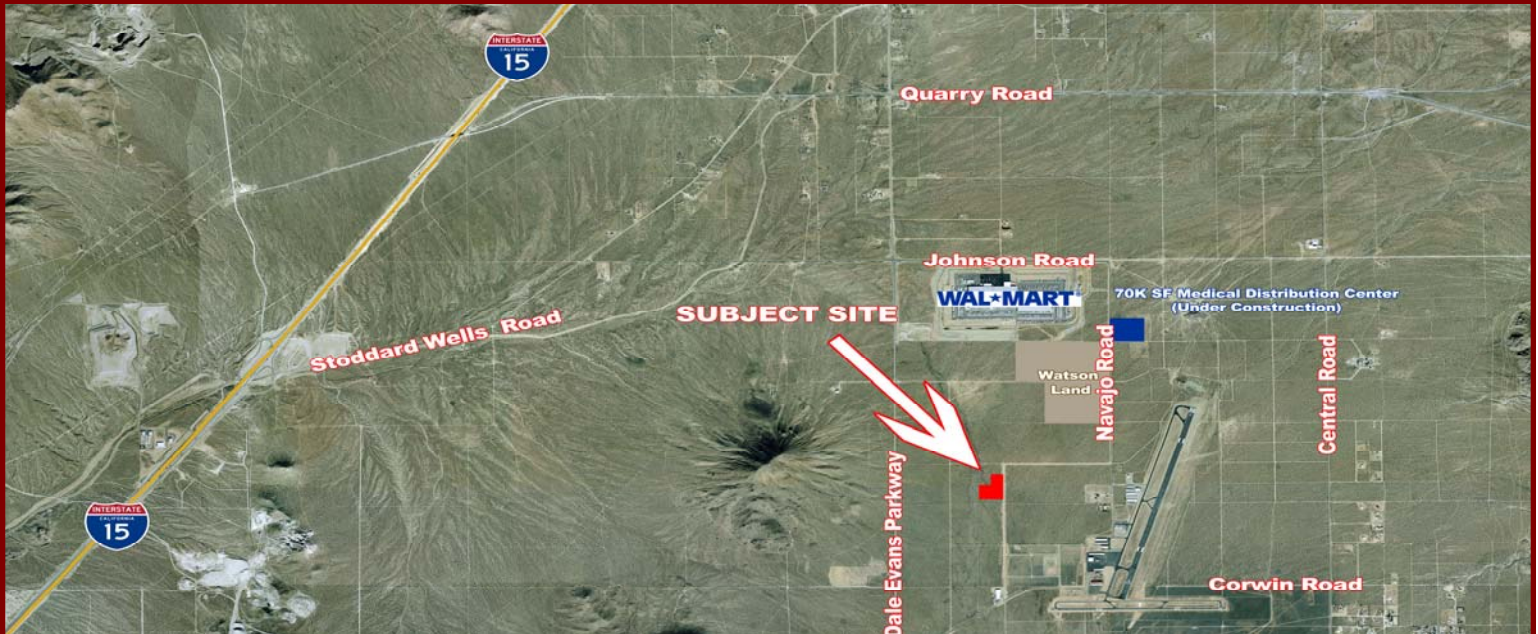 INTERSTATE
CALIFORNIA
15
Quarry Road
Johnson Road
WAL★MART
70K SF Medical Distribution Center
(Under Construction)
SUBJECT SITE
Stoddard Wells Road
Watson
Land
Navajo Road
Central Road
Dale Evans Parkway
INTERSTATE
CALIFORNIA
15
Corwin Road